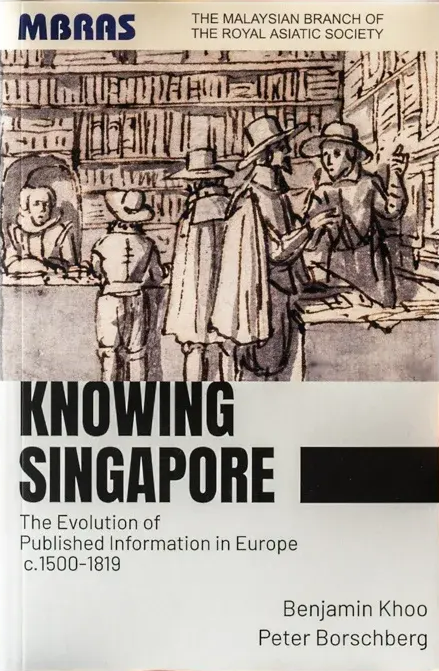 MBRAS
THE MALAYSIAN BRANCH OF
THE ROYAL ASIATIC SOCIETY
KNOWING
SINGAPORE
The Evolution of
Published Information in Europe
c.1500-1819
Benjamin Khoo
Peter Borschberg